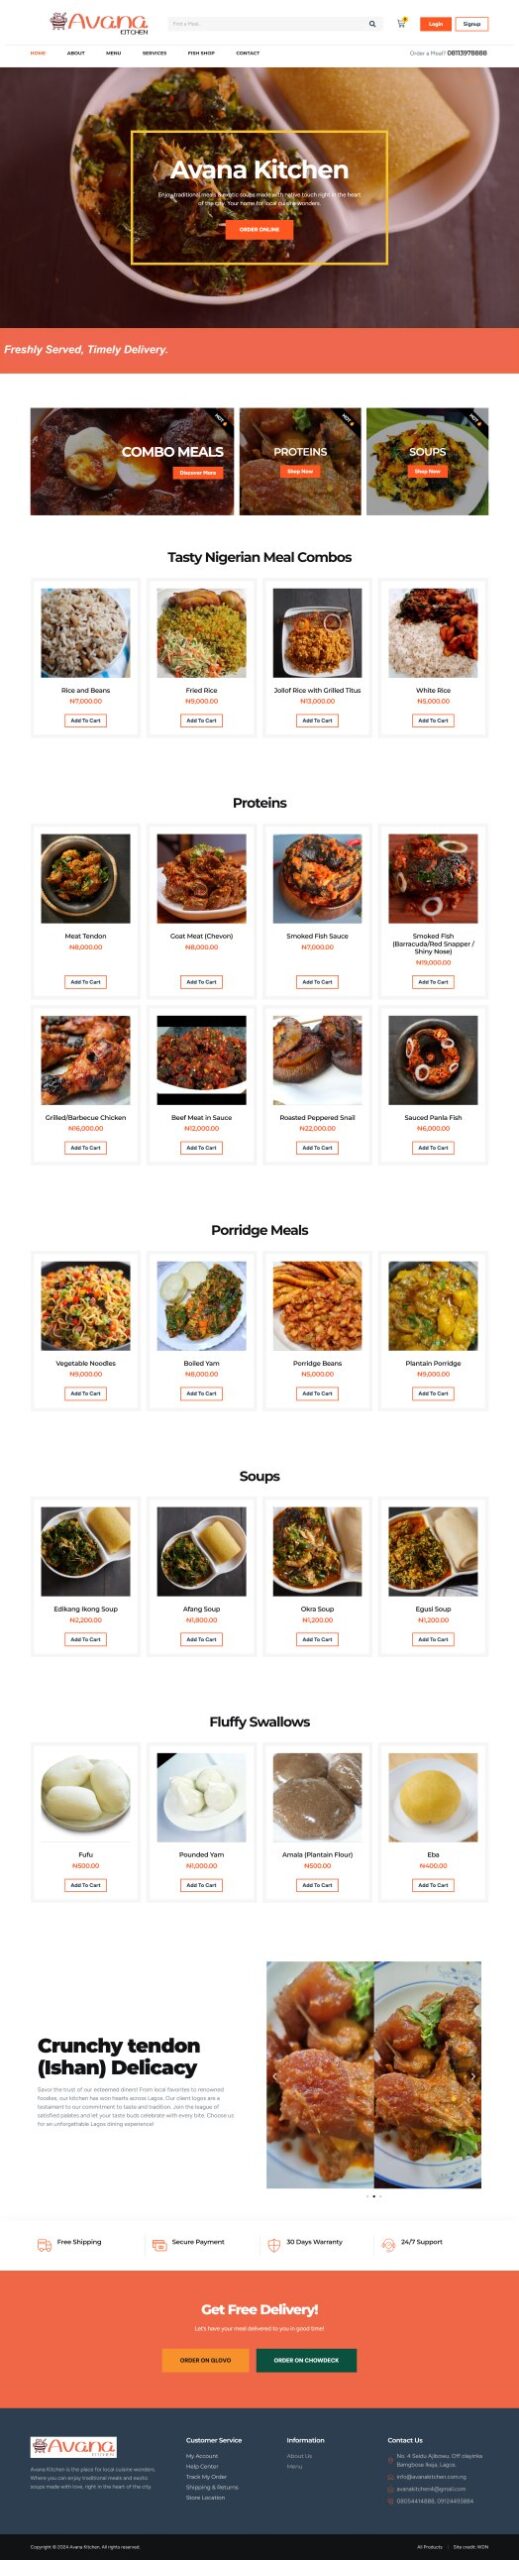 Avana
KITCHEN
Find a Meal...
Login
Signup
HOME
ABOUT
MENU
SERVICES
FISH SHOP
CONTACT
Order a Meal?
Avana Kitchen
Enjoy traditional meals & exotic soups made with native touch right in the heart
of the city. Your home for local cuisine wonders.
ORDER ONLINE
Freshly Served, Timely Delivery.
HOT
COMBO MEALS
Discover More
HOT
PROTEINS
Shop Now
HOT
SOUPS
Shop Now
Tasty Nigerian Meal Combos
Rice and Beans
₦7,000.00
Add To Cart
Fried Rice
₦9,000.00
Add To Cart
Jollof Rice with Grilled Titus
₦13,000.00
Add To Cart
White Rice
₦5,000.00
Add To Cart
Proteins
Meat Tendon
₦8,000.00
Add To Cart
Goat Meat (Chevon)
₦8,000.00
Add To Cart
Smoked Fish Sauce
₦7,000.00
Add To Cart
Smoked Fish
(Barracuda/Red Snapper /
Shiny Nose)
₦19,000.00
Add To Cart
Grilled/Barbecue Chicken
₦16,000.00
Add To Cart
Beef Meat in Sauce
₦12,000.00
Add To Cart
Roasted Peppered Snail
₦22,000.00
Add To Cart
Sauced Panla Fish
₦6,000.00
Add To Cart
Porridge Meals
Vegetable Noodles
₦9,000.00
Add To Cart
Boiled Yam
₦8,000.00
Add To Cart
Porridge Beans
₦5,000.00
Add To Cart
Plantain Porridge
₦9,000.00
Add To Cart
Soups
Edikang Ikong Soup
₦2,200.00
Add To Cart
Afang Soup
₦1,800.00
Add To Cart
Okra Soup
₦1,200.00
Add To Cart
Egusi Soup
₦1,200.00
Add To Cart
Fluffy Swallows
Fufu
₦500.00
Add To Cart
Pounded Yam
₦1,000.00
Add To Cart
Amala (Plantain Flour)
₦500.00
Add To Cart
Eba
₦400.00
Add To Cart
Crunchy tendon
(Ishan) Delicacy
Savor the trust of our esteemed diners! From local favorites to renowned
foodies, our kitchen has won hearts across Lagos. Our client logos are a
testament to our commitment to taste and tradition. Join the league of
satisfied palates and let your taste buds celebrate with every bite. Choose us
for an unforgettable Lagos dining experience!
Free Shipping
Secure Payment
30 Days Warranty
24/7 Support
Get Free Delivery!
Let's have your meal delivered to you in good time!
ORDER ON GLOVO
ORDER ON CHOWDECK
Avana
KITCHEN
Avana Kitchen is the place for local cuisine wonders.
Where you can enjoy traditional meals and exotic
soups made with love, right in the heart of the city.
Customer Service
My Account
Help Center
Track My Order
Shipping & Returns
Store Location
Information
About Us
Menu
Contact Us
No. 4 Seidu Ajibowu, Off olayinka
Bamgbose Ikeja, Lagos.
info@avanakitchen.com.ng
avanakitchen4@gmail.com
08054414888, 09124493864
Copyright © 2024 Avana Kitchen. All rights reserved.
All Products
Site credit: WDN